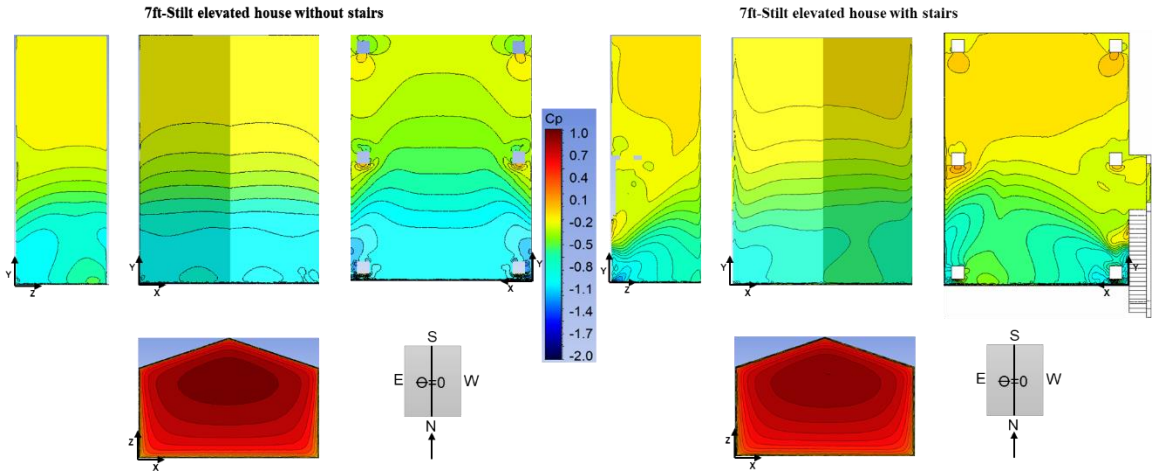 7ft-Stilt elevated house without stairs
7ft-Stilt elevated house with stairs
Y
Z
Y
X
Y
X
Cp
1.0
0.7
0.4
0.1
-0.2
-0.5
-0.8
-1.1
-1.4
-1.7
-2.0
Y
Z
Y
X
Y
X
Z
X
S
E
Ө=0
W
N
Z
X
S
E
Ө=0
W
N